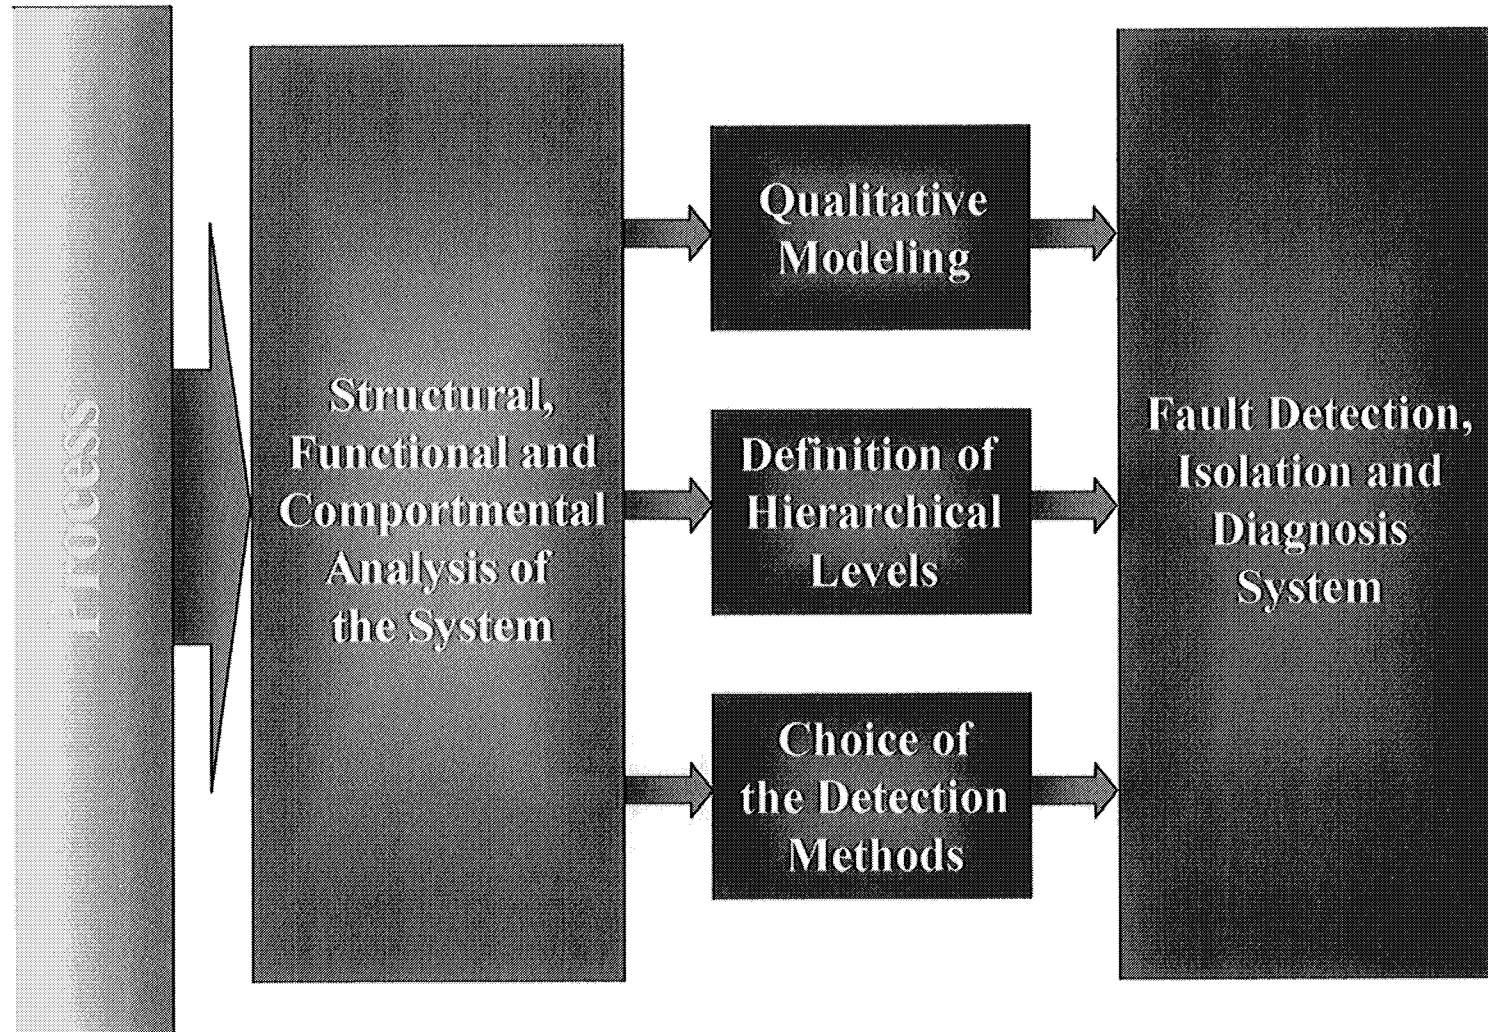 Process
Structural,
Functional and
Comportmental
Analysis of
the System
Qualitative
Modeling
Definition of
Hierarchical
Levels
Choice of
the Detection
Methods
Fault Detection,
Isolation and
Diagnosis
System